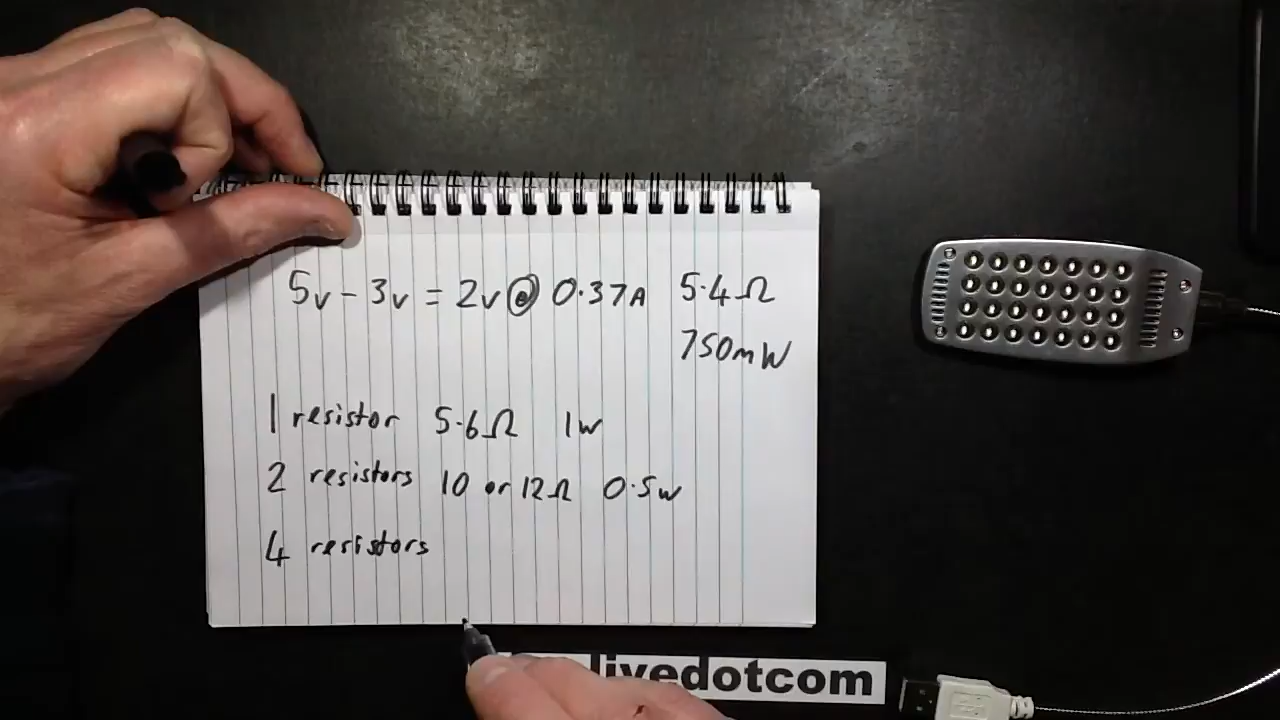 5v - 3v = 2v @ 0.37A 5.4Ω
750mW
1 resistor 5.6Ω 1w
2 resistors 10 or 12Ω 0.5w
4 resistors
livedotcom